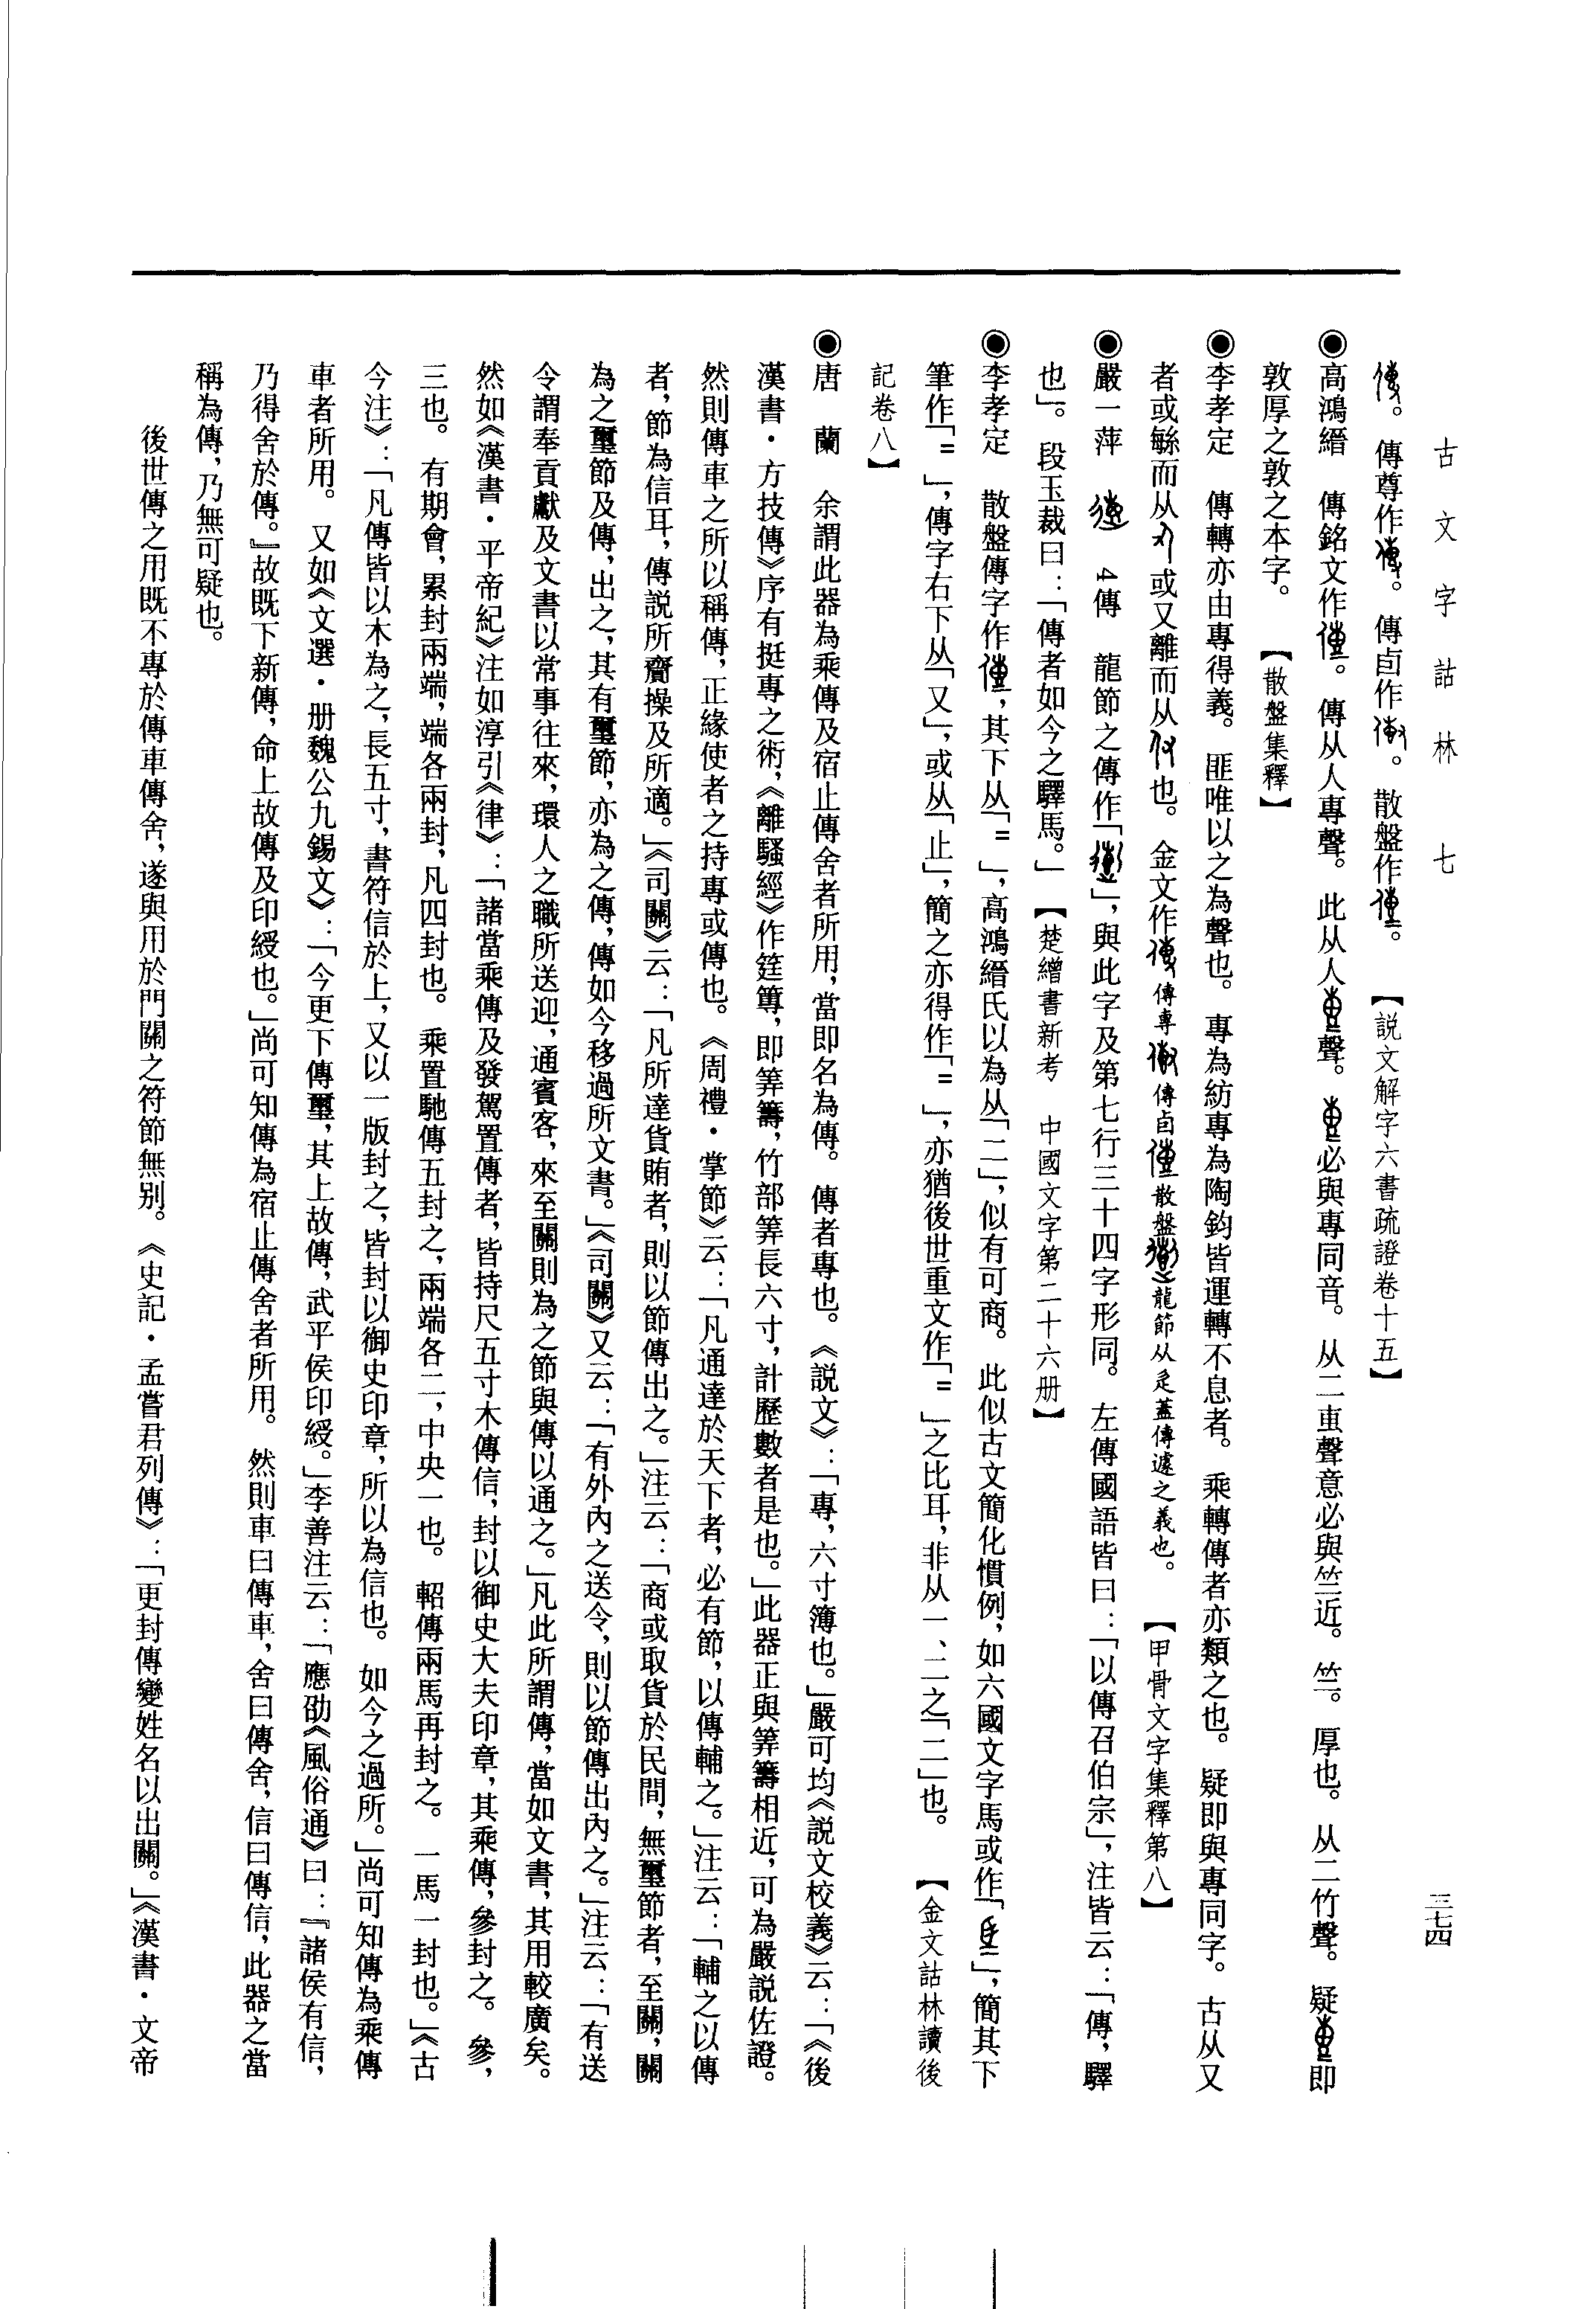 古文字詁林　七
三七四
。傳尊作。傳卣作。散盤作。　【説文解字六書疏證卷十五】
◉高鴻縉　傳銘文作。傳从人專聲。此从人聲。必與專同音。从二叀聲意必與竺近。竺。厚也。从二竹聲。疑即
敦厚之敦之本字。　【散盤集釋】
◉李孝定　傳轉亦由專得義。匪唯以之為聲也。專為紡專為陶鈞皆運轉不息者。乘轉傳者亦類之也。疑即與專同字。古从又
者或緐而从或又離而从也。金文作傳尊傳卣散盤龍節从辵蓋傳遽之義也。　【甲骨文字集釋第八】
◉嚴一萍　4傳　龍節之傳作「」，與此字及第七行三十四字形同。左傳國語皆曰：「以傳召伯宗」，注皆云：「傳，驛
也」。段玉裁曰：「傳者如今之驛馬。」　【楚繒書新考　中國文字第二十六册】
◉李孝定　散盤傳字作，其下从「=」，高鴻縉氏以為从「二」，似有可商。此似古文簡化慣例，如六國文字馬或作「」，簡其下
筆作「=」，傳字右下从「又」，或从「止」，簡之亦得作「=」，亦猶後世重文作「=」之比耳，非从一、二之「二」也。　【金文詁林讀後
記卷八】
◉唐　蘭　余謂此器為乘傳及宿止傳舍者所用，當即名為傳。傳者專也。《説文》：「專，六寸簿也。」嚴可均《説文校義》云：「《後
漢書・方技傳》序有挺專之術，《離騷經》作筳篿，即筭籌，竹部筭長六寸，計歷數者是也。」此器正與筭籌相近，可為嚴説佐證。
然則傳車之所以稱傳，正緣使者之持專或傳也。《周禮・掌節》云：「凡通達於天下者，必有節，以傳輔之。」注云：「輔之以傳
者，節為信耳，傳説所齎操及所適。」《司關》云：「凡所達貨賄者，則以節傳出之。」注云：「商或取貨於民間，無璽節者，至關，關
為之璽節及傳，出之，其有璽節，亦為之傳，傳如今移過所文書。」《司關》又云：「有外内之送令，則以節傳出内之。」注云：「有送
令謂奉貢獻及文書以常事往來，環人之職所送迎，通賓客，來至關則為之節與傳以通之。」凡此所謂傳，當如文書，其用較廣矣。
然如《漢書・平帝紀》注如淳引《律》：「諸當乘傳及發駕置傳者，皆持尺五寸木傳信，封以御史大夫印章，其乘傳，參封之。參，
三也。有期會，累封兩端，端各兩封，凡四封也。乘置馳傳五封之，兩端各二，中央一也。軺傳兩馬再封之。一馬一封也。」《古
今注》：「凡傳皆以木為之，長五寸，書符信於上，又以一版封之，皆封以御史印章，所以為信也。如今之過所。」尚可知傳為乘傳
車者所用。又如《文選・册魏公九錫文》：「今更下傳璽，其上故傳，武平侯印綬。」李善注云：「應劭《風俗通》曰：『諸侯有信，
乃得舍於傳。』故既下新傳，命上故傳及印綬也。」尚可知傳為宿止傳舍者所用。然則車曰傳車，舍曰傳舍，信曰傳信，此器之當
稱為傳，乃無可疑也。
後世傳之用既不專於傳車傳舍，遂與用於門關之符節無别。《史記・孟嘗君列傳》：「更封傳變姓名以出關。」《漢書・文帝